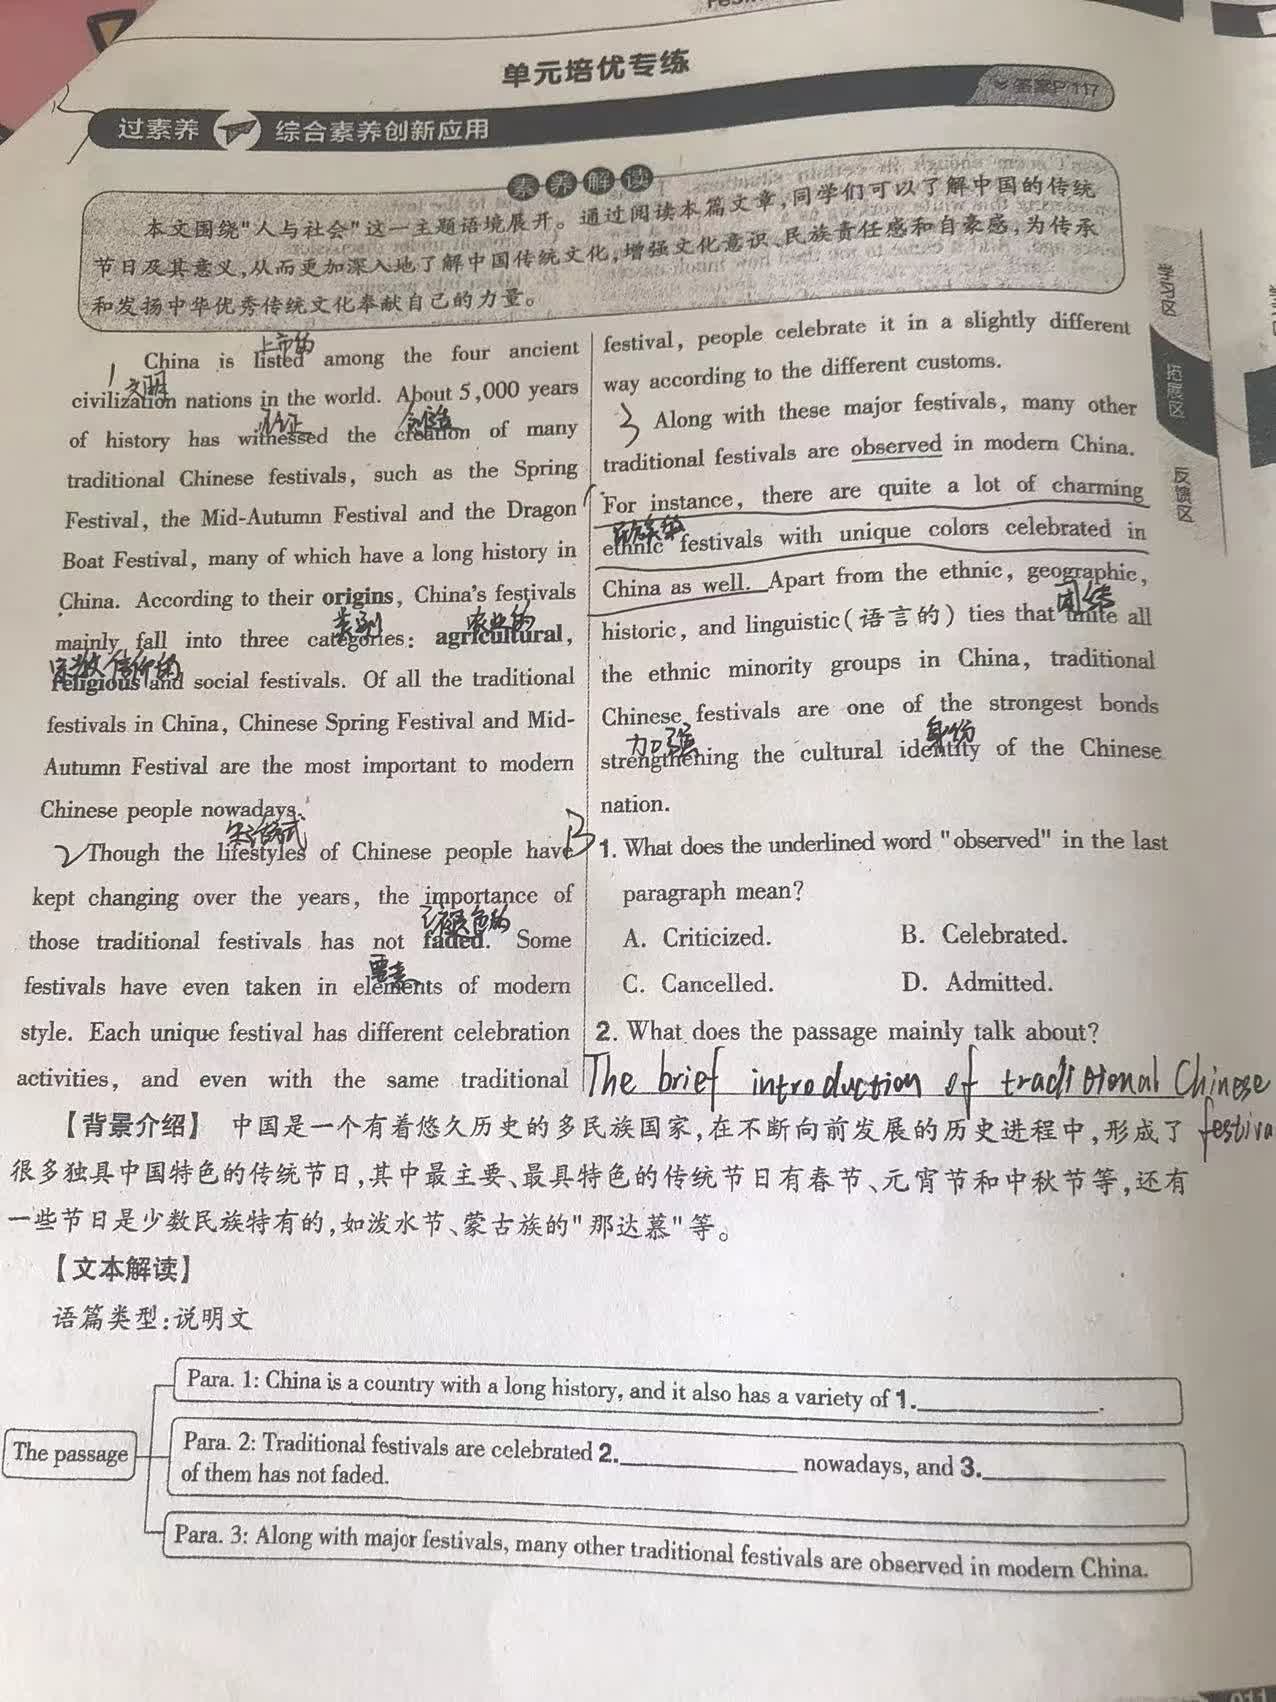 单元培优专练
答案P117
过素养 综合素养创新应用
素养解读
本文围绕"人与社会"这一主题语境展开。通过阅读本篇文章,同学们可以了解中国的传统
节日及其意义,从而更加深入地了解中国传统文化,增强文化意识、民族责任感和自豪感,为传承
和发扬中华优秀传统文化奉献自己的力量。
学习区
拓展区
反馈区
上市的
1 China is listed among the four ancient
文明
civilization nations in the world. About 5,000 years
见证 创造
of history has witnessed the creation of many
traditional Chinese festivals, such as the Spring
Festival, the Mid-Autumn Festival and the Dragon
Boat Festival, many of which have a long history in
China. According to their origins, China's festivals
类别 农业的
mainly fall into three categories: agricultural,
宗教信仰的
religious and social festivals. Of all the traditional
festivals in China, Chinese Spring Festival and Mid-
Autumn Festival are the most important to modern
Chinese people nowadays.
生活方式
2 Though the lifestyles of Chinese people have
kept changing over the years, the importance of
褪色的
those traditional festivals has not faded. Some
要素
festivals have even taken in elements of modern
style. Each unique festival has different celebration
activities, and even with the same traditional
festival, people celebrate it in a slightly different
way according to the different customs.
3 Along with these major festivals, many other
traditional festivals are observed in modern China.
For instance, there are quite a lot of charming
民族的
ethnic festivals with unique colors celebrated in
China as well. Apart from the ethnic, geographic,
团结
historic, and linguistic(语言的) ties that unite all
the ethnic minority groups in China, traditional
Chinese festivals are one of the strongest bonds
加强 身份
strengthening the cultural identity of the Chinese
nation.
B 1. What does the underlined word "observed" in the last
paragraph mean?
A. Criticized. B. Celebrated.
C. Cancelled. D. Admitted.
2. What does the passage mainly talk about?
The brief introduction of traditional Chinese
festiva
【背景介绍】 中国是一个有着悠久历史的多民族国家,在不断向前发展的历史进程中,形成了
很多独具中国特色的传统节日,其中最主要、最具特色的传统节日有春节、元宵节和中秋节等,还有
一些节日是少数民族特有的,如泼水节、蒙古族的"那达慕"等。
【文本解读】
语篇类型:说明文
The passage
Para. 1: China is a country with a long history, and it also has a variety of 1.____________.
Para. 2: Traditional festivals are celebrated 2.____________ nowadays, and 3.____________
of them has not faded.
Para. 3: Along with major festivals, many other traditional festivals are observed in modern China.